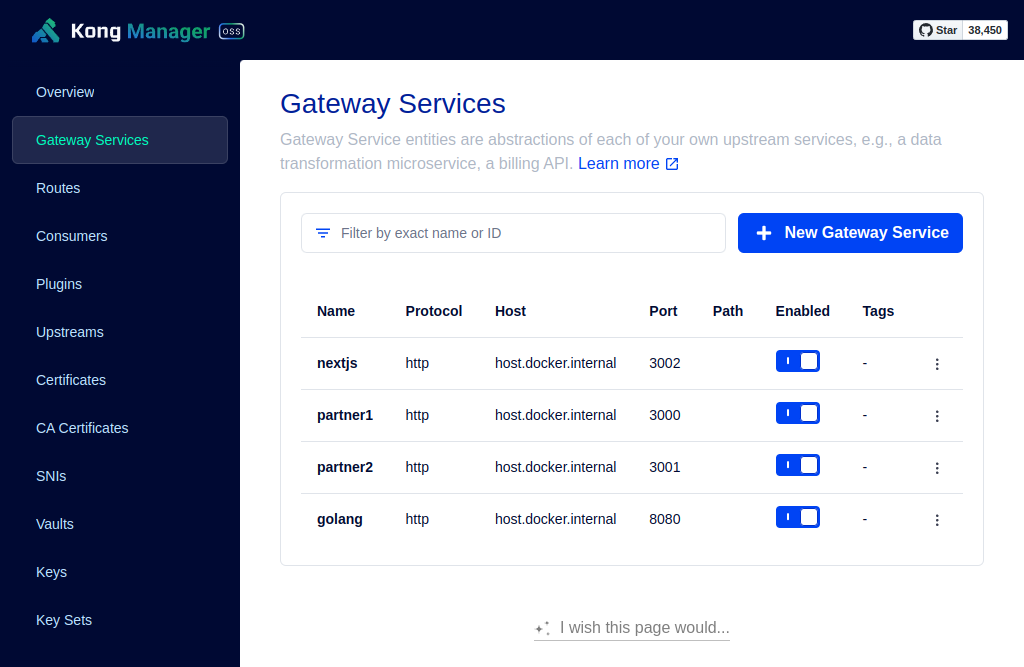 Kong Manager OSS
Star 38,450
Overview
Gateway Services
Routes
Consumers
Plugins
Upstreams
Certificates
CA Certificates
SNIs
Vaults
Keys
Key Sets
Gateway Services
Gateway Service entities are abstractions of each of your own upstream services, e.g., a data
transformation microservice, a billing API. Learn more
Filter by exact name or ID
New Gateway Service
Name Protocol Host Port Path Enabled Tags
nextjs http host.docker.internal 3002 -
partner1 http host.docker.internal 3000 -
partner2 http host.docker.internal 3001 -
golang http host.docker.internal 8080 -
I wish this page would...